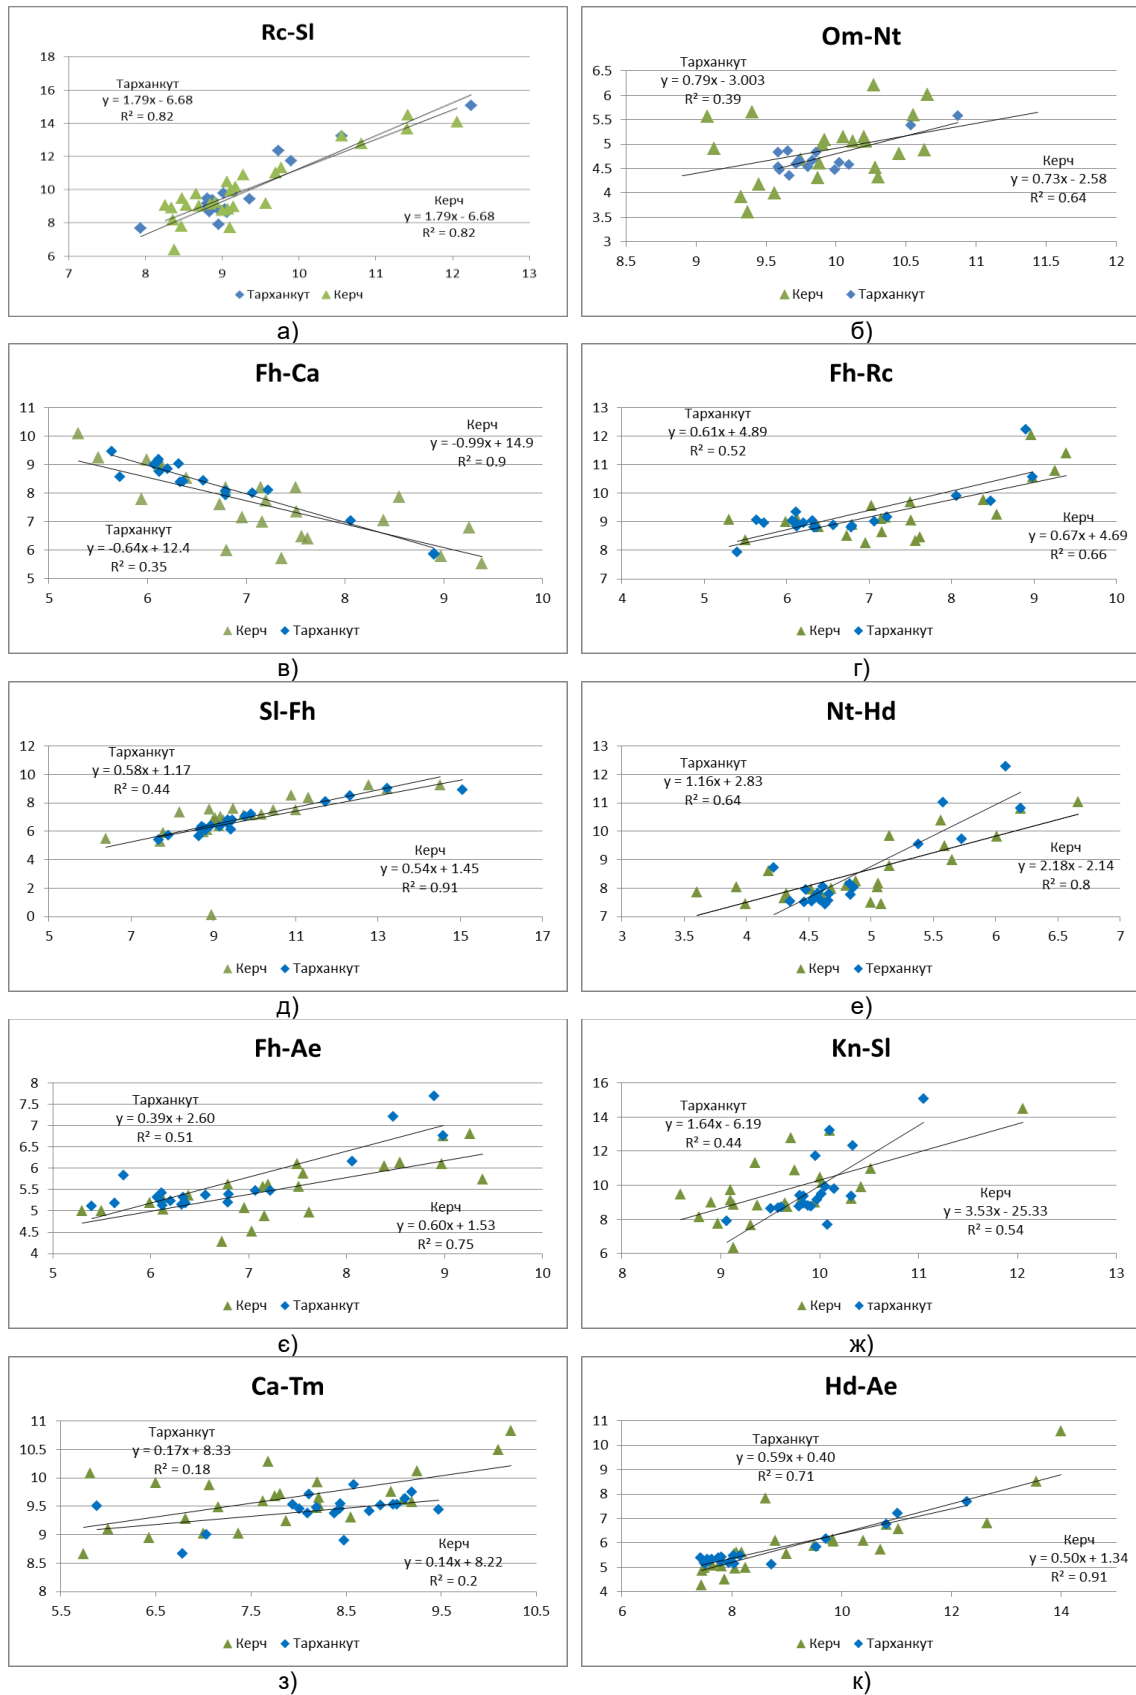 Rc-Sl
18
16
14
12
10
8
6
7
8
9
10
11
12
13
Тарханкут
y = 1.79x - 6.68
R² = 0.82
Керч
y = 1.79x - 6.68
R² = 0.82
Тарханкут
Керч
а)
Om-Nt
6.5
6
5.5
5
4.5
4
3.5
3
8.5
9
9.5
10
10.5
11
11.5
12
Тарханкут
y = 0.79x - 3.003
R² = 0.39
Керч
y = 0.73x - 2.58
R² = 0.64
Керч
Тарханкут
б)
Fh-Ca
11
10
9
8
7
6
5
5
6
7
8
9
10
Керч
y = -0.99x + 14.9
R² = 0.9
Тарханкут
y = -0.64x + 12.4
R² = 0.35
Керч
Тарханкут
в)
Fh-Rc
13
12
11
10
9
8
7
4
5
6
7
8
9
10
Тарханкут
y = 0.61x + 4.89
R² = 0.52
Керч
y = 0.67x + 4.69
R² = 0.66
Керч
Тарханкут
г)
Sl-Fh
12
10
8
6
4
2
0
5
7
9
11
13
15
17
Тарханкут
y = 0.58x + 1.17
R² = 0.44
Керч
y = 0.54x + 1.45
R² = 0.91
Керч
Тарханкут
д)
Nt-Hd
13
12
11
10
9
8
7
3
3.5
4
4.5
5
5.5
6
6.5
7
Тарханкут
y = 1.16x + 2.83
R² = 0.64
Керч
y = 2.18x - 2.14
R² = 0.8
Керч
Терханкут
е)
Fh-Ae
8
7.5
7
6.5
6
5.5
5
4.5
4
5
6
7
8
9
10
Тарханкут
y = 0.39x + 2.60
R² = 0.51
Керч
y = 0.60x + 1.53
R² = 0.75
Керч
Тарханкут
є)
Kn-Sl
16
14
12
10
8
6
8
9
10
11
12
13
Тарханкут
y = 1.64x - 6.19
R² = 0.44
Керч
y = 3.53x - 25.33
R² = 0.54
Керч
тарханкут
ж)
Ca-Tm
11
10.5
10
9.5
9
8.5
8
5.5
6.5
7.5
8.5
9.5
10.5
Тарханкут
y = 0.17x + 8.33
R² = 0.18
Керч
y = 0.14x + 8.22
R² = 0.2
Керч
Тарханкут
з)
Hd-Ae
11
10
9
8
7
6
5
4
6
8
10
12
14
Тарханкут
y = 0.59x + 0.40
R² = 0.71
Керч
y = 0.50x + 1.34
R² = 0.91
Керч
Тарханкут
к)